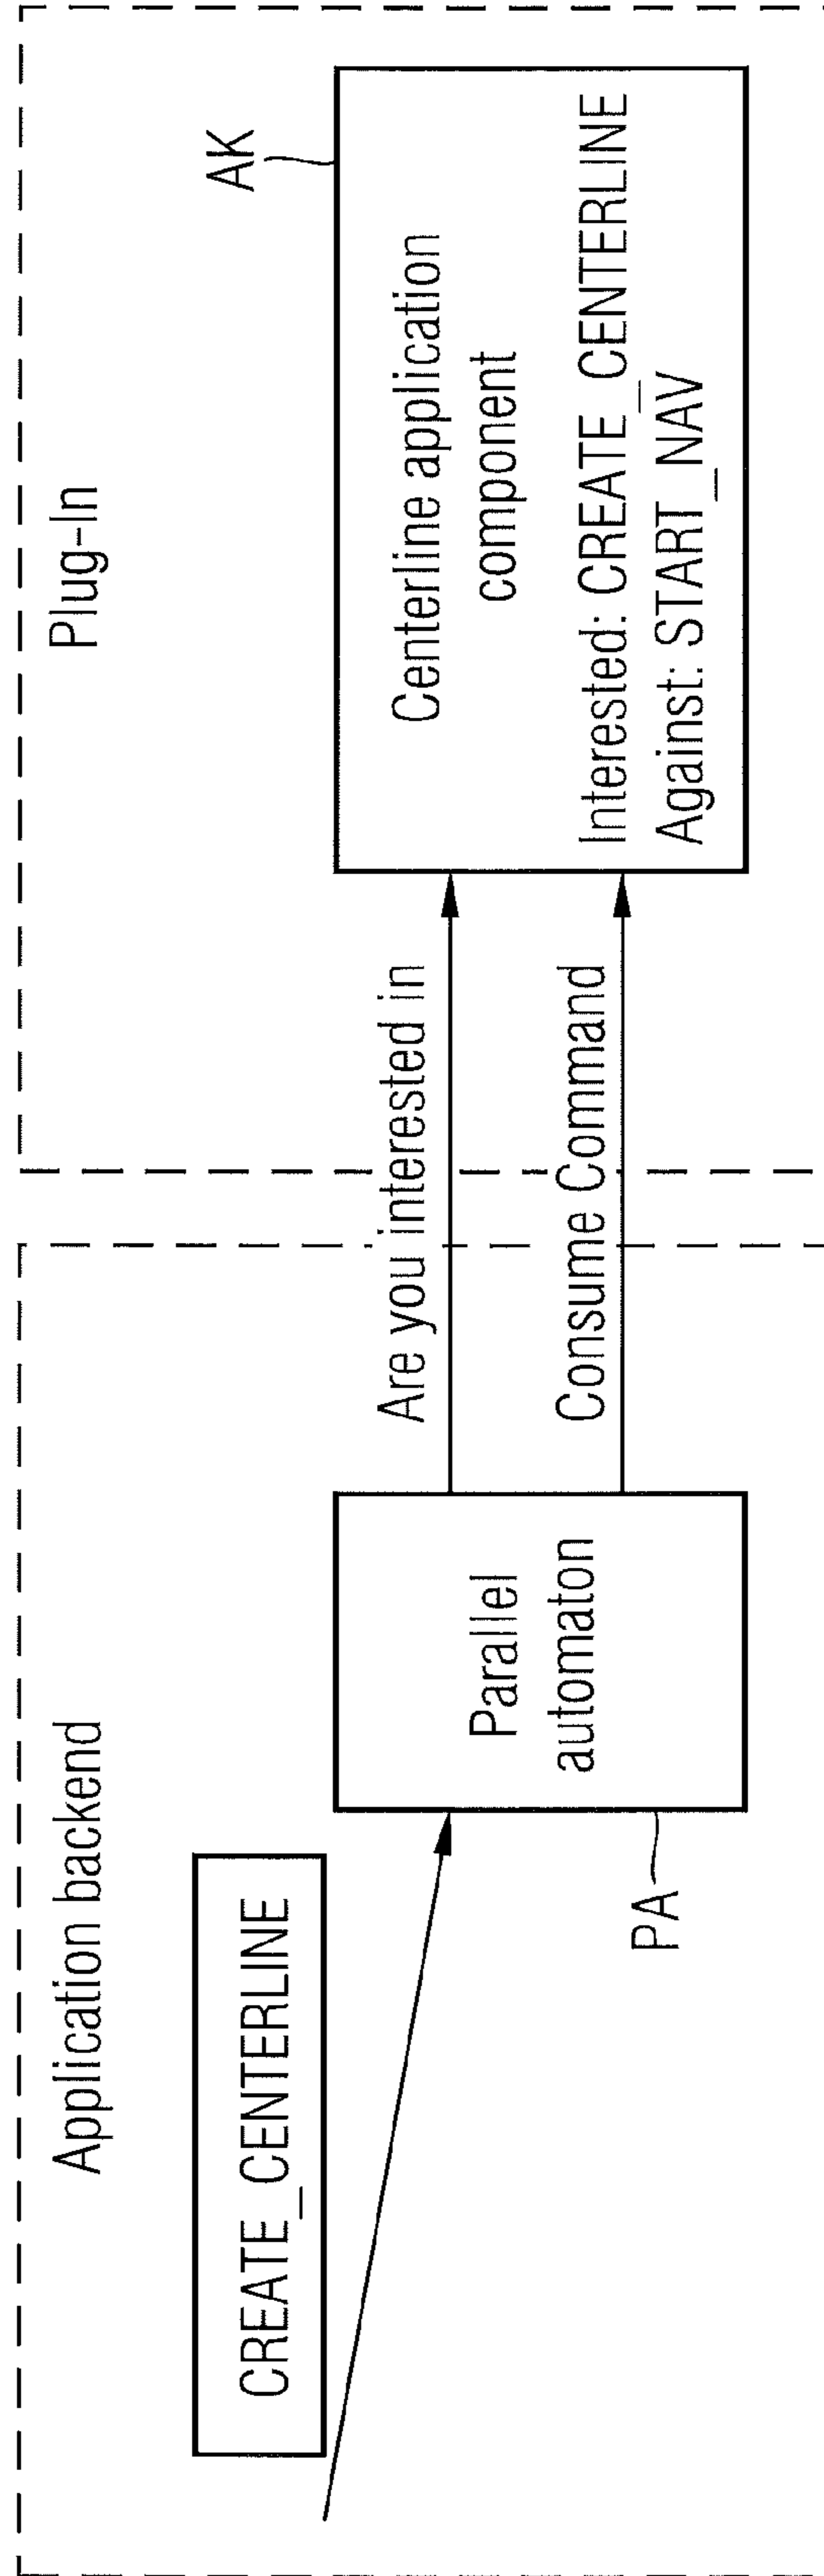 Application backend
CREATE_CENTERLINE
PA
Parallel
automaton
Are you interested in
Consume Command
Plug-In
AK
Centerline application
component
Interested: CREATE_CENTERLINE
Against: START_NAV